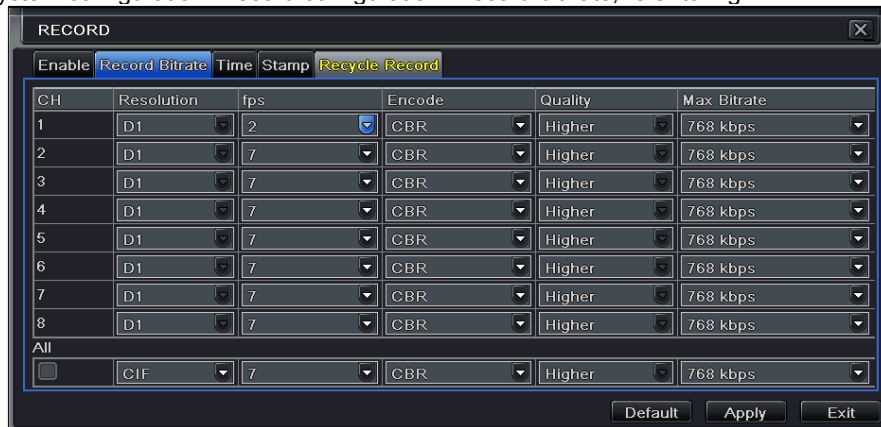 RECORD
Enable Record Bitrate Time Stamp Recycle Record
CH Resolution fps Encode Quality Max Bitrate
1 D1 2 CBR Higher 768 kbps
2 D1 7 CBR Higher 768 kbps
3 D1 7 CBR Higher 768 kbps
4 D1 7 CBR Higher 768 kbps
5 D1 7 CBR Higher 768 kbps
6 D1 7 CBR Higher 768 kbps
7 D1 7 CBR Higher 768 kbps
8 D1 7 CBR Higher 768 kbps
All
CIF 7 CBR Higher 768 kbps
Default Apply Exit